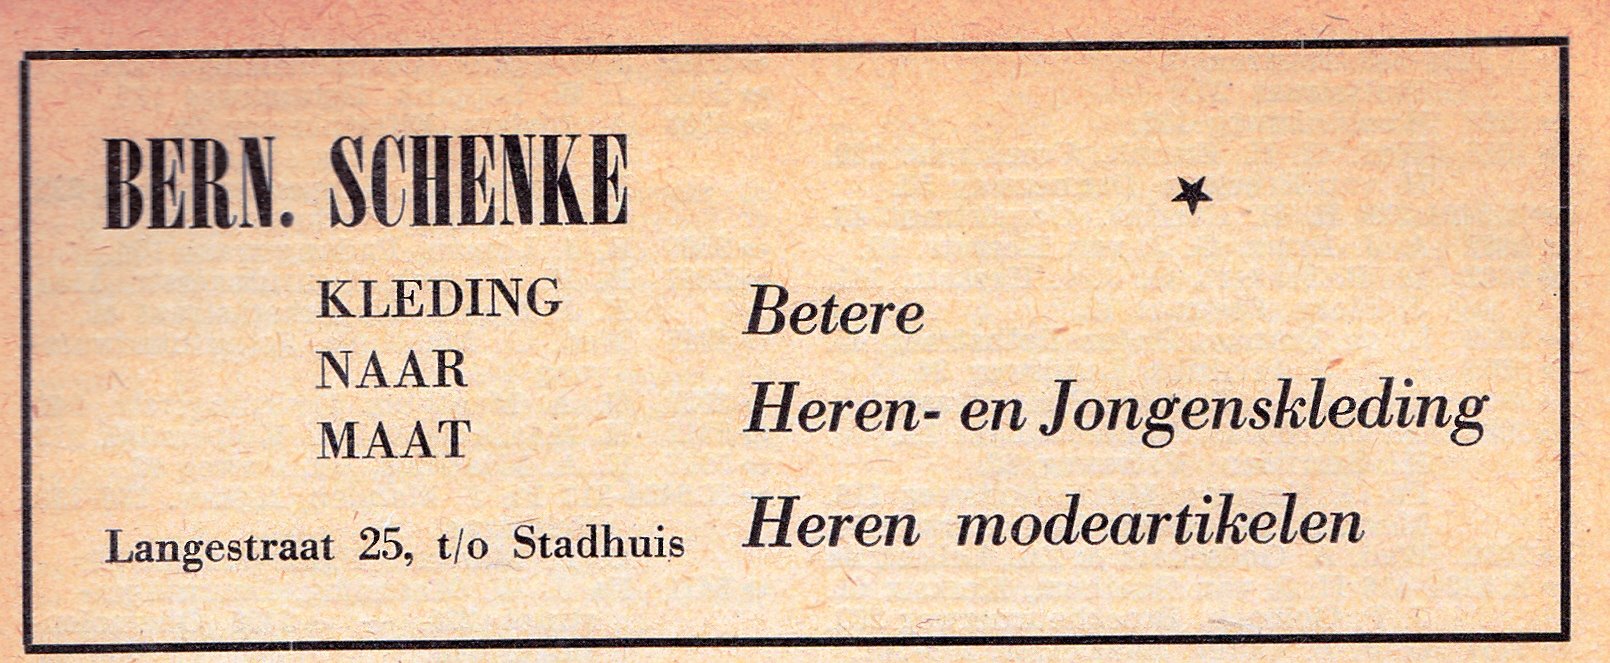 BERN. SCHENKE
KLEDING
NAAR
MAAT
Langestraat 25, t/o Stadhuis
Betere
Heren- en Jongenskleding
Heren modeartikelen